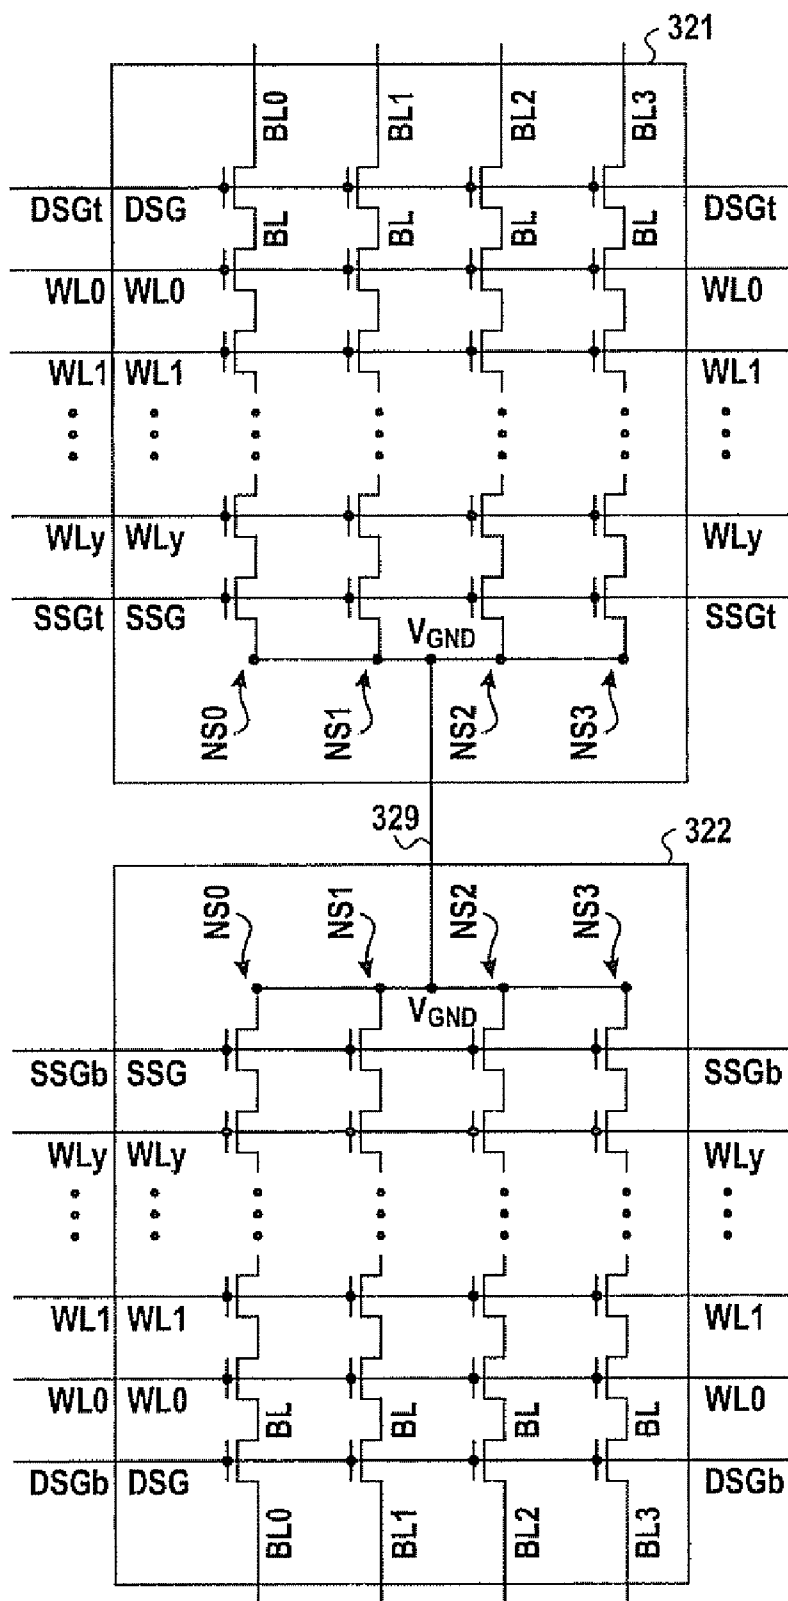 321
BL0 BL1 BL2 BL3
DSGt DSG DSGt
BL BL BL BL
WL0 WL0 WL0
WL1 WL1 WL1
WLy WLy WLy
SSGt SSG SSGt
VGND
NS0 NS1 NS2 NS3
329
322
NS0 NS1 NS2 NS3
VGND
SSGb SSG SSGb
WLy WLy WLy
WL1 WL1 WL1
WL0 WL0 WL0
BL BL BL BL
DSGb DSG DSGb
BL0 BL1 BL2 BL3